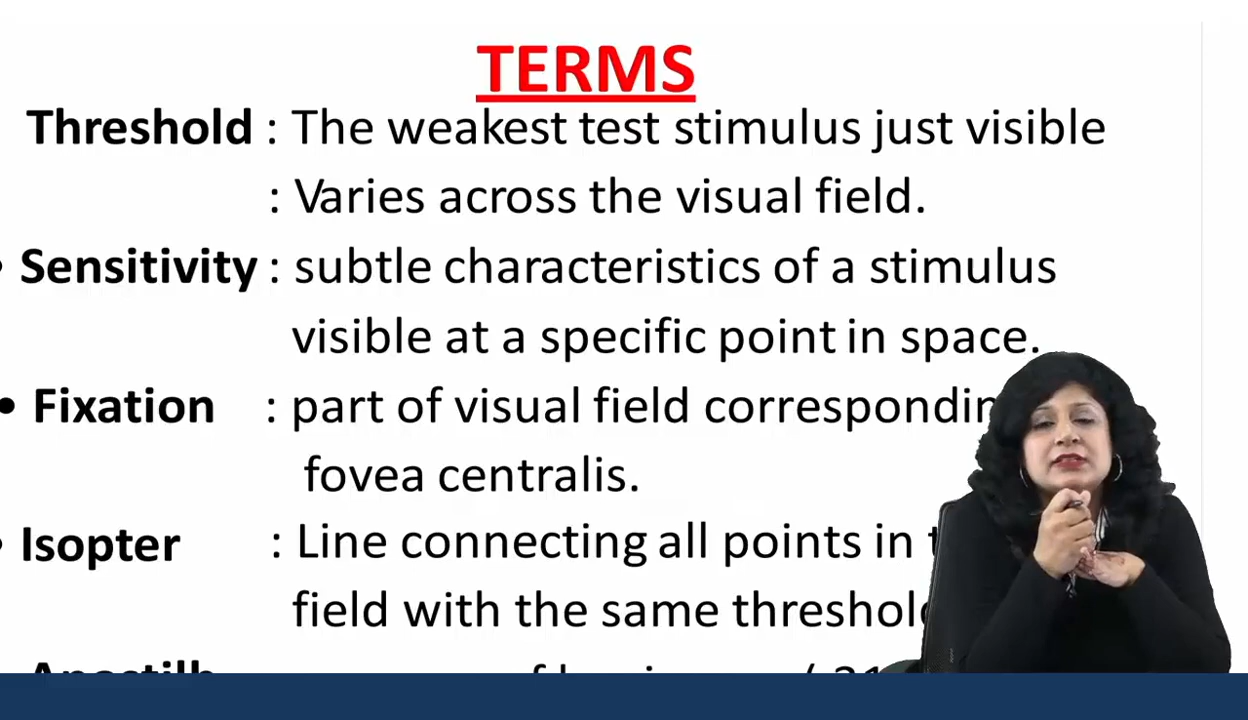 TERMS
Threshold : The weakest test stimulus just visible
: Varies across the visual field.
• Sensitivity : subtle characteristics of a stimulus
visible at a specific point in space.
• Fixation : part of visual field
fovea centralis.
• Isopter : Line connecting all points in
field with the same